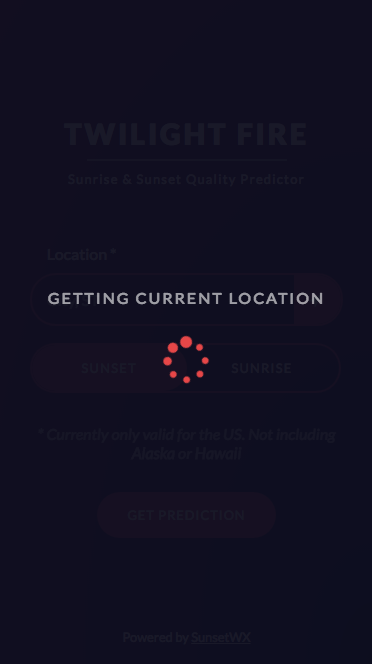 TWILIGHT FIRE
Sunrise & Sunset Quality Predictor
Location *
GETTING CURRENT LOCATION
SUNSET SUNRISE
* Currently only valid for the US. Not including
Alaska or Hawaii
GET PREDICTION
Powered by SunsetWX